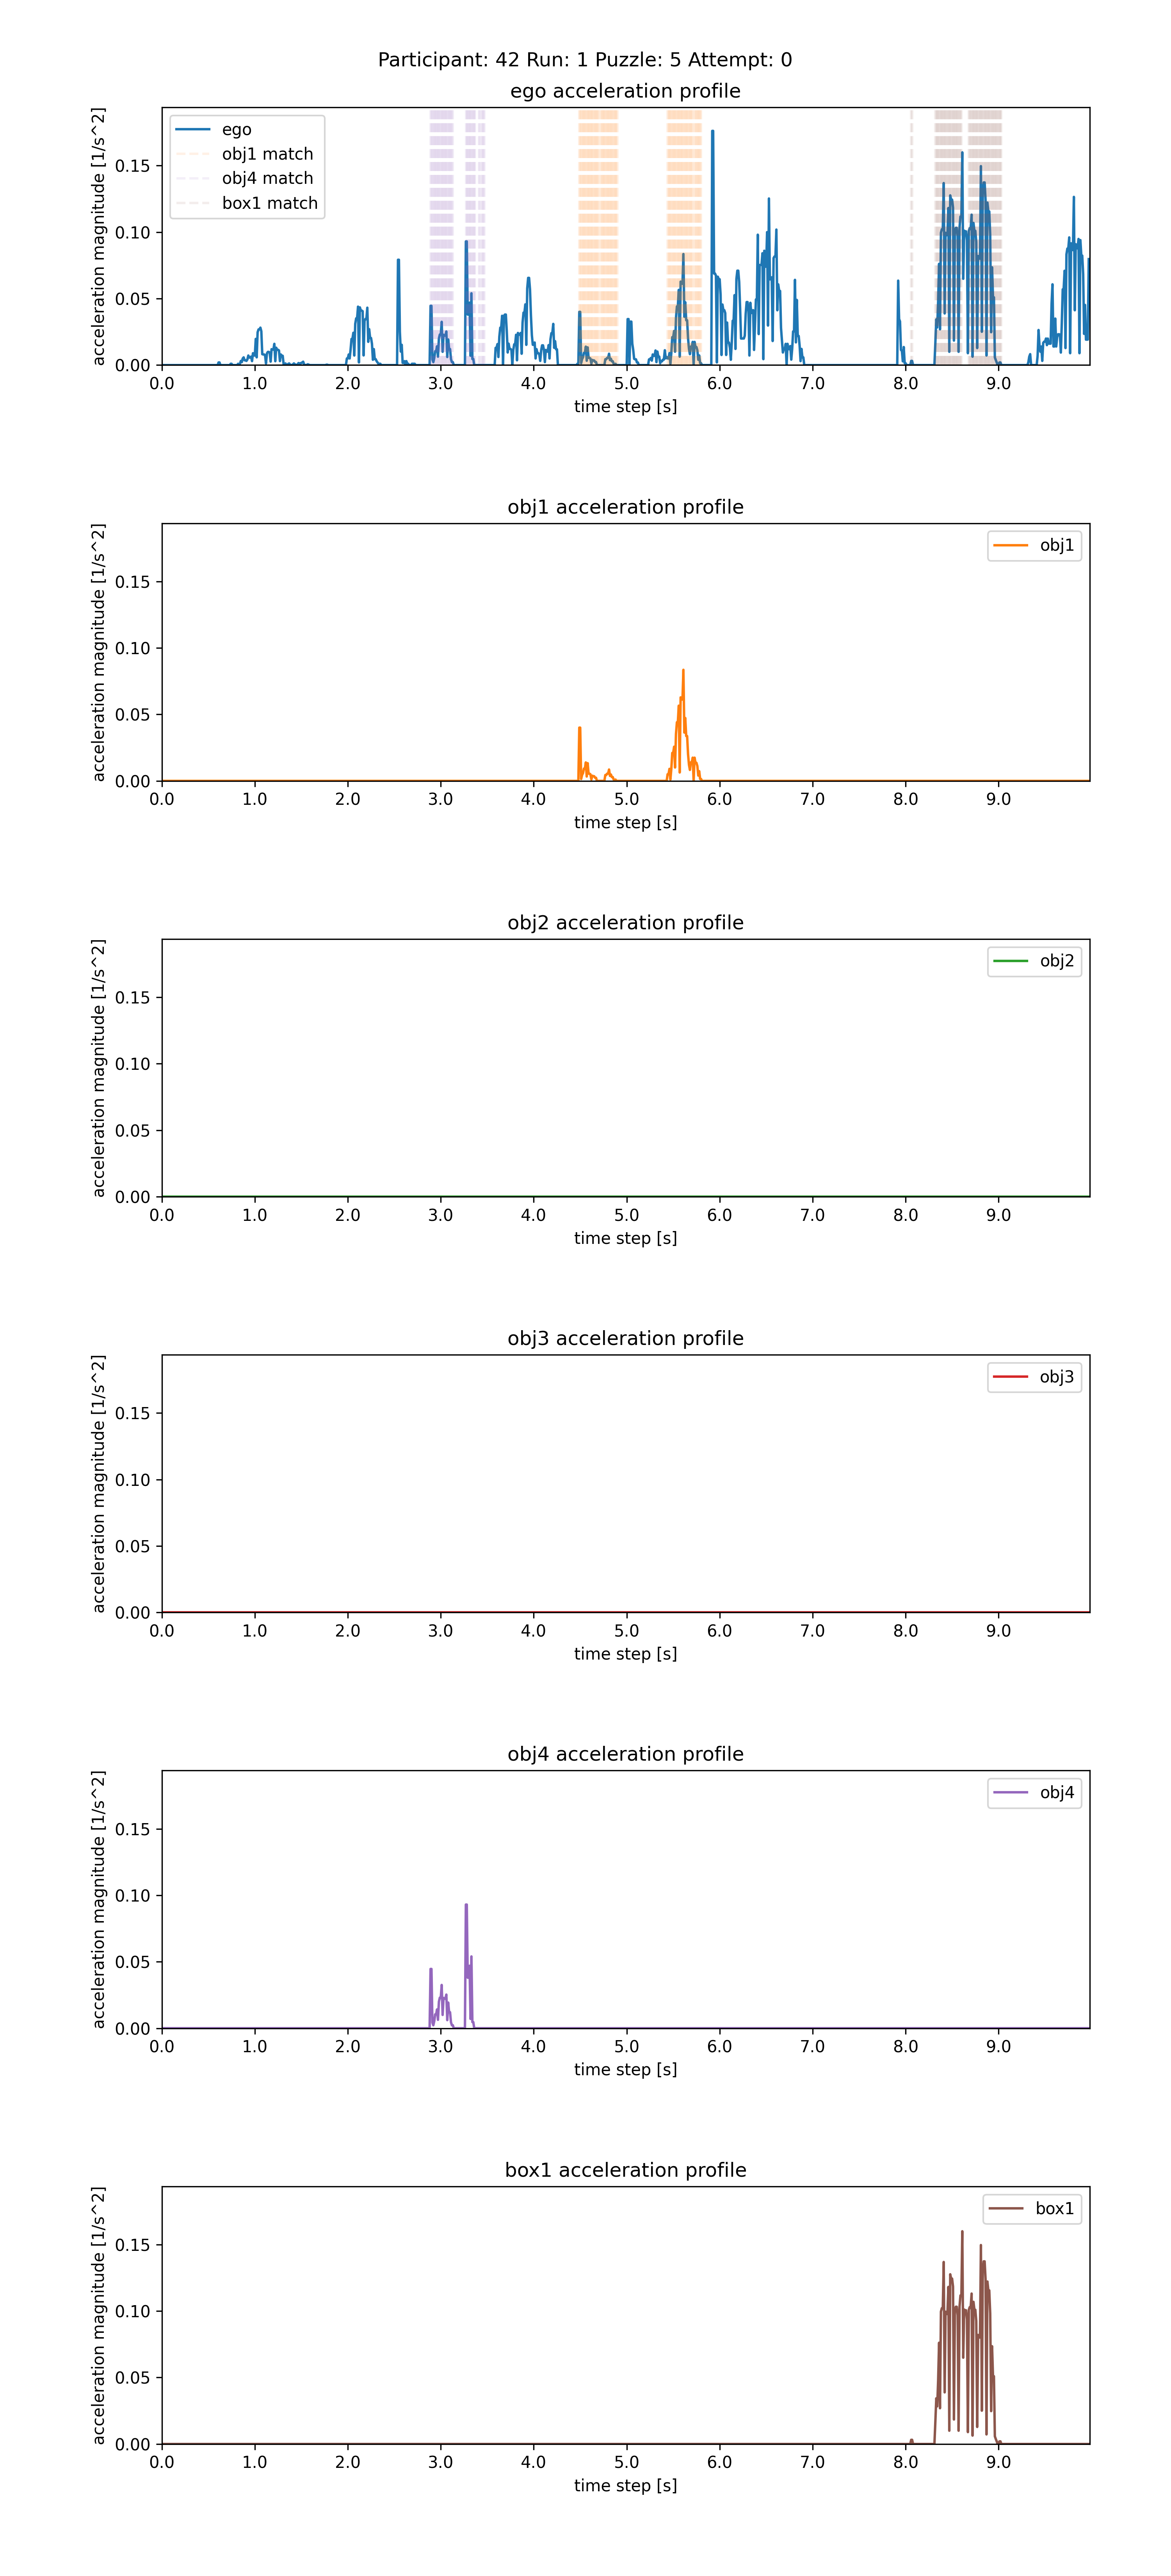 Participant: 42 Run: 1 Puzzle: 5 Attempt: 0
ego acceleration profile
acceleration magnitude [1/s^2]
0.15
0.10
0.05
0.00
ego
obj1 match
obj4 match
box1 match
0.0 1.0 2.0 3.0 4.0 5.0 6.0 7.0 8.0 9.0
time step [s]
obj1 acceleration profile
acceleration magnitude [1/s^2]
0.15
0.10
0.05
0.00
obj1
0.0 1.0 2.0 3.0 4.0 5.0 6.0 7.0 8.0 9.0
time step [s]
obj2 acceleration profile
acceleration magnitude [1/s^2]
0.15
0.10
0.05
0.00
obj2
0.0 1.0 2.0 3.0 4.0 5.0 6.0 7.0 8.0 9.0
time step [s]
obj3 acceleration profile
acceleration magnitude [1/s^2]
0.15
0.10
0.05
0.00
obj3
0.0 1.0 2.0 3.0 4.0 5.0 6.0 7.0 8.0 9.0
time step [s]
obj4 acceleration profile
acceleration magnitude [1/s^2]
0.15
0.10
0.05
0.00
obj4
0.0 1.0 2.0 3.0 4.0 5.0 6.0 7.0 8.0 9.0
time step [s]
box1 acceleration profile
acceleration magnitude [1/s^2]
0.15
0.10
0.05
0.00
box1
0.0 1.0 2.0 3.0 4.0 5.0 6.0 7.0 8.0 9.0
time step [s]